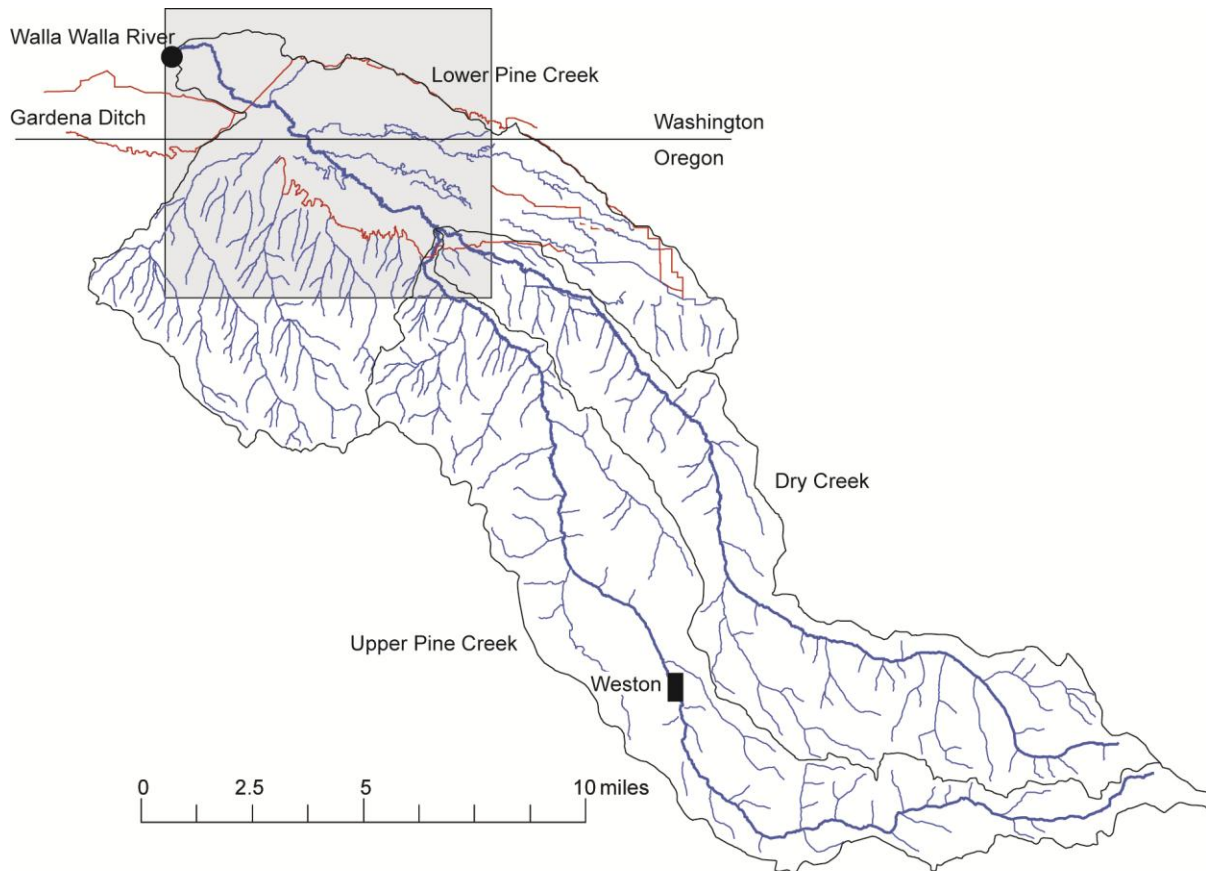 Walla Walla River
Lower Pine Creek
Gardena Ditch
Washington
Oregon
Dry Creek
Upper Pine Creek
Weston
0 2.5 5 10 miles